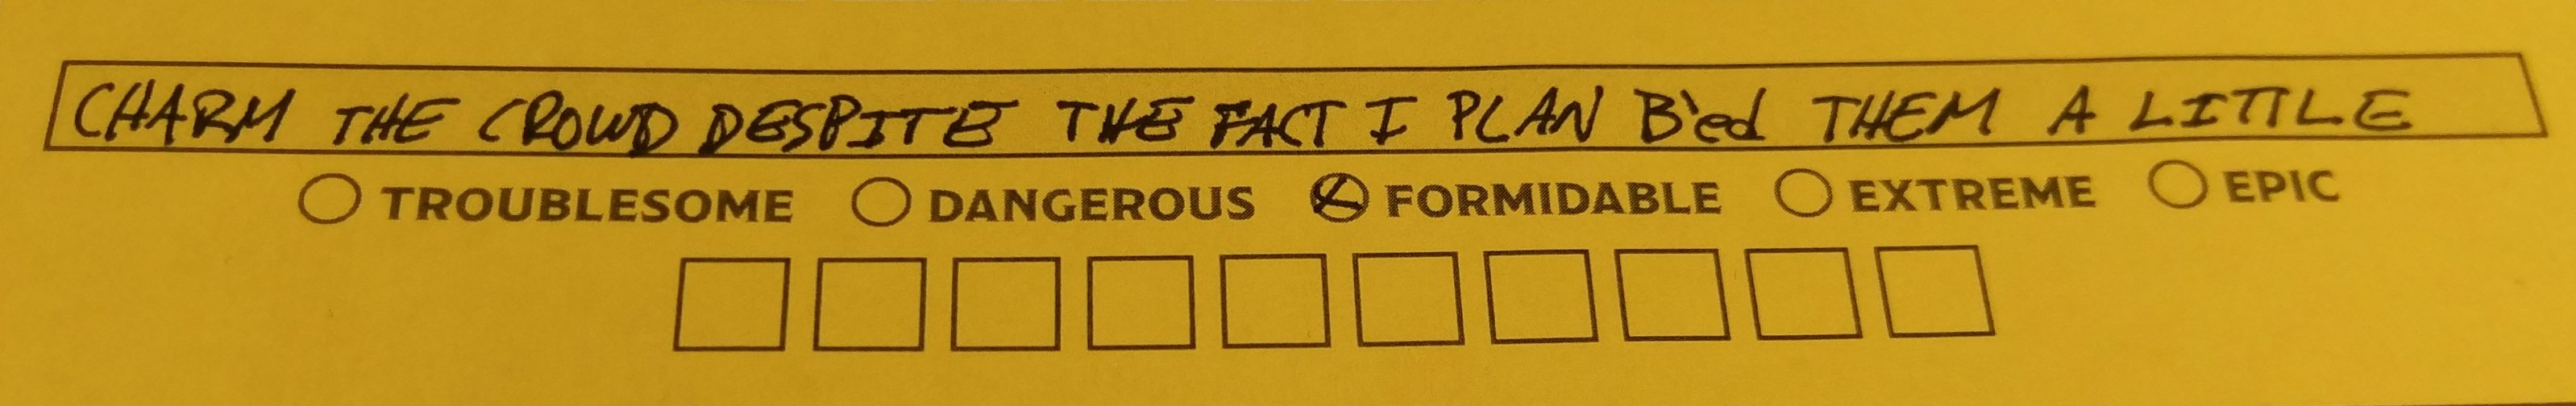 CHARM THE CROWD DESPITE THE FACT I PLAN B'ed THEM A LITTLE
TROUBLESOME DANGEROUS FORMIDABLE EXTREME EPIC